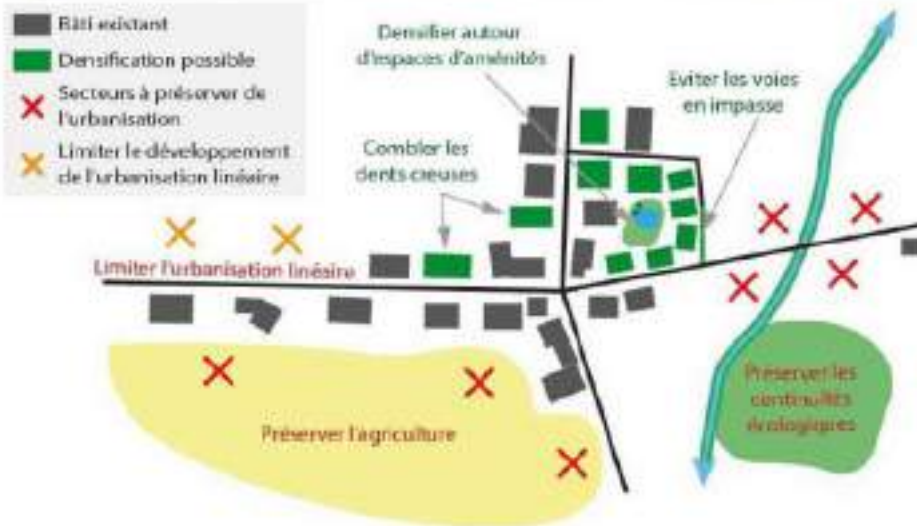 Bâti existant
Densification possible
Secteurs à préserver de
l'urbanisation
Limiter le développement
de l'urbanisation linéaire
Densifier autour
d'espaces d'aménités
Eviter les voies
en impasse
Combler les
dents creuses
Limiter l'urbanisation linéaire
Préserver l'agriculture
Préserver les
continuités
écologiques